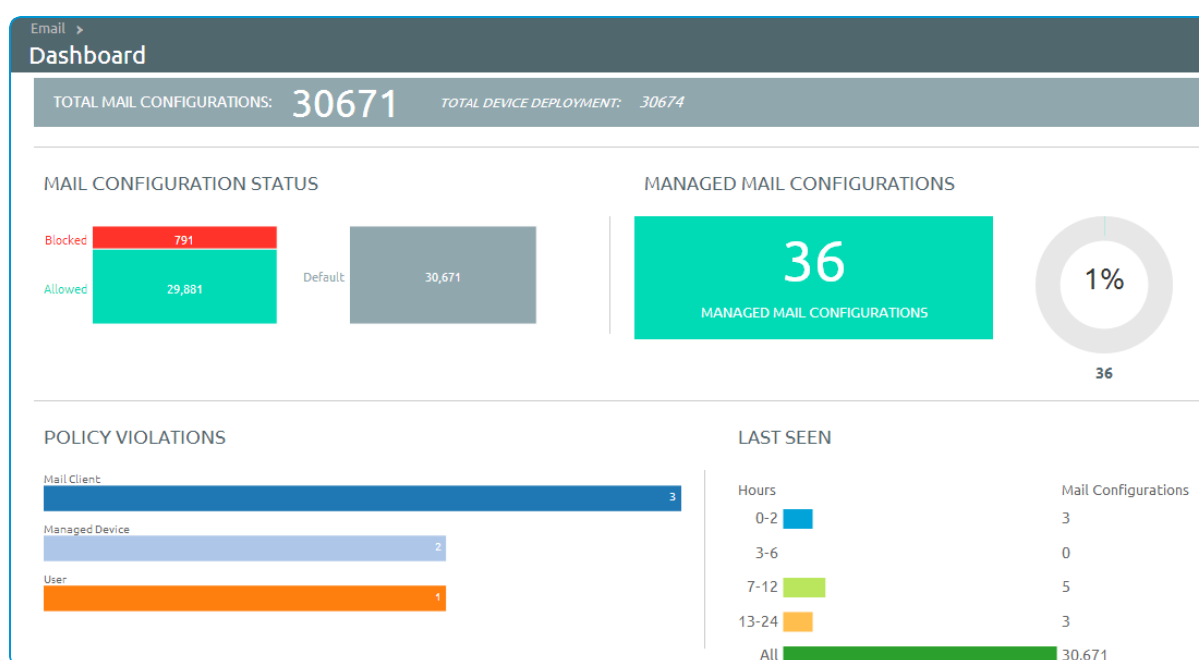 Email >
Dashboard
TOTAL MAIL CONFIGURATIONS: 30671 TOTAL DEVICE DEPLOYMENT: 30674
MAIL CONFIGURATION STATUS
Blocked 791
Allowed 29,881
Default 30,671
MANAGED MAIL CONFIGURATIONS
36
MANAGED MAIL CONFIGURATIONS
1%
36
POLICY VIOLATIONS
Mail Client
3
Managed Device
2
User
1
LAST SEEN
Hours Mail Configurations
0-2 3
3-6 0
7-12 5
13-24 3
All 30,671